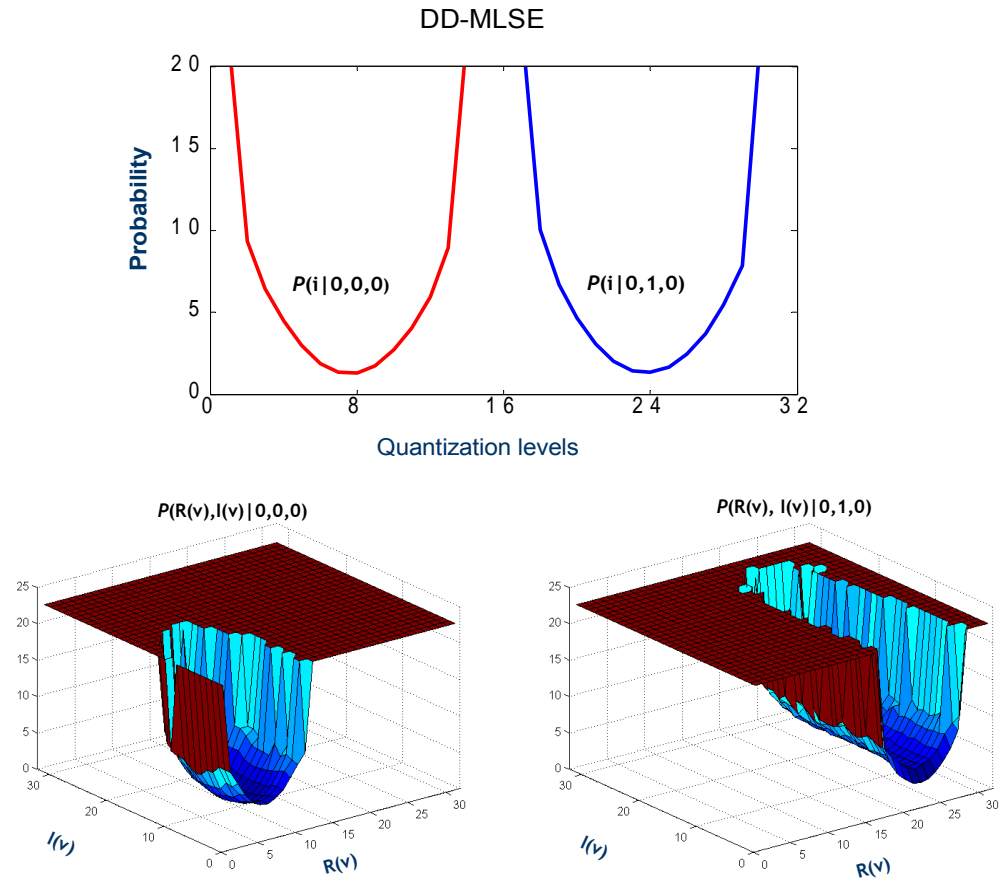 DD-MLSE
20
15
10
5
0
Probability
P(i|0,0,0)
P(i|0,1,0)
0 8 16 24 32
Quantization levels
P(R(v),I(v)|0,0,0)
25
20
15
10
5
0
30
20
10
0
I(v)
0 5 10 15 20 25 30
R(v)
P(R(v), I(v)|0,1,0)
25
20
15
10
5
0
30
20
10
0
I(v)
0 5 10 15 20 25 30
R(v)